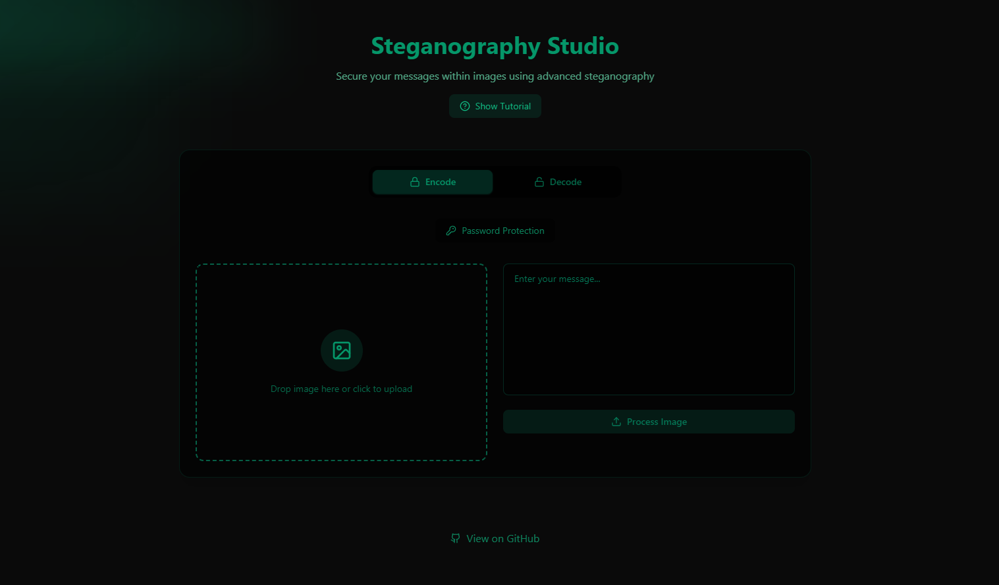 Steganography Studio
Secure your messages within images using advanced steganography
Show Tutorial
Encode
Decode
Password Protection
Drop image here or click to upload
Enter your message...
Process Image
View on GitHub